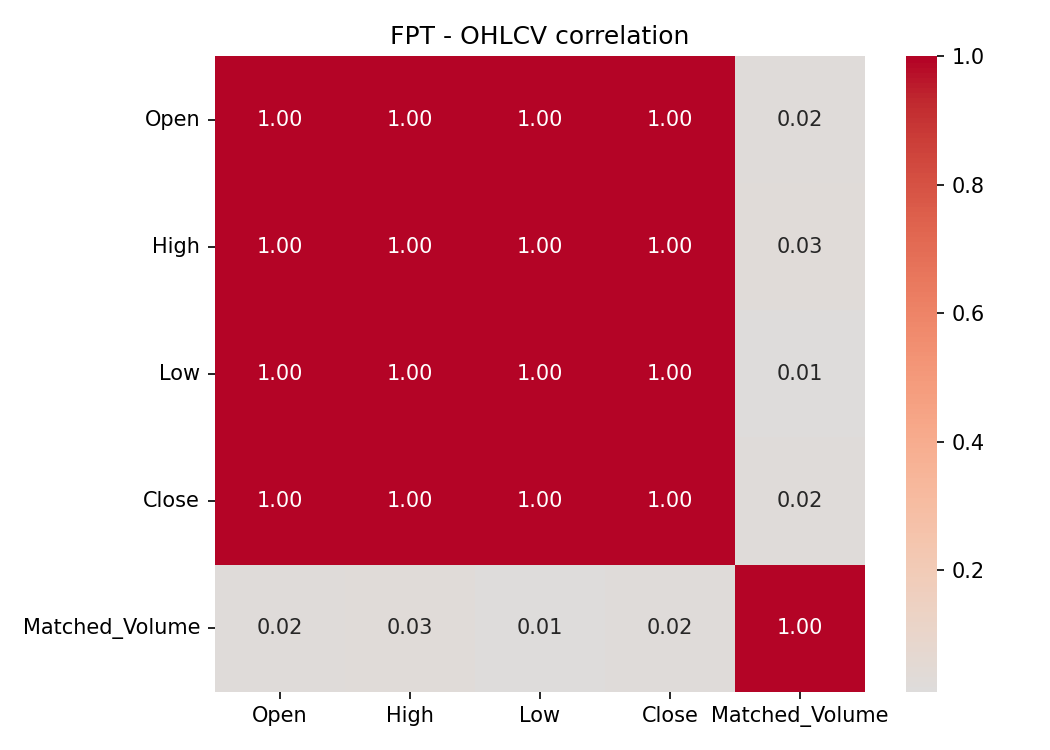 FPT - OHLCV correlation
Open 1.00 1.00 1.00 1.00 0.02
High 1.00 1.00 1.00 1.00 0.03
Low 1.00 1.00 1.00 1.00 0.01
Close 1.00 1.00 1.00 1.00 0.02
Matched_Volume 0.02 0.03 0.01 0.02 1.00
Open High Low Close Matched_Volume
1.0
0.8
0.6
0.4
0.2